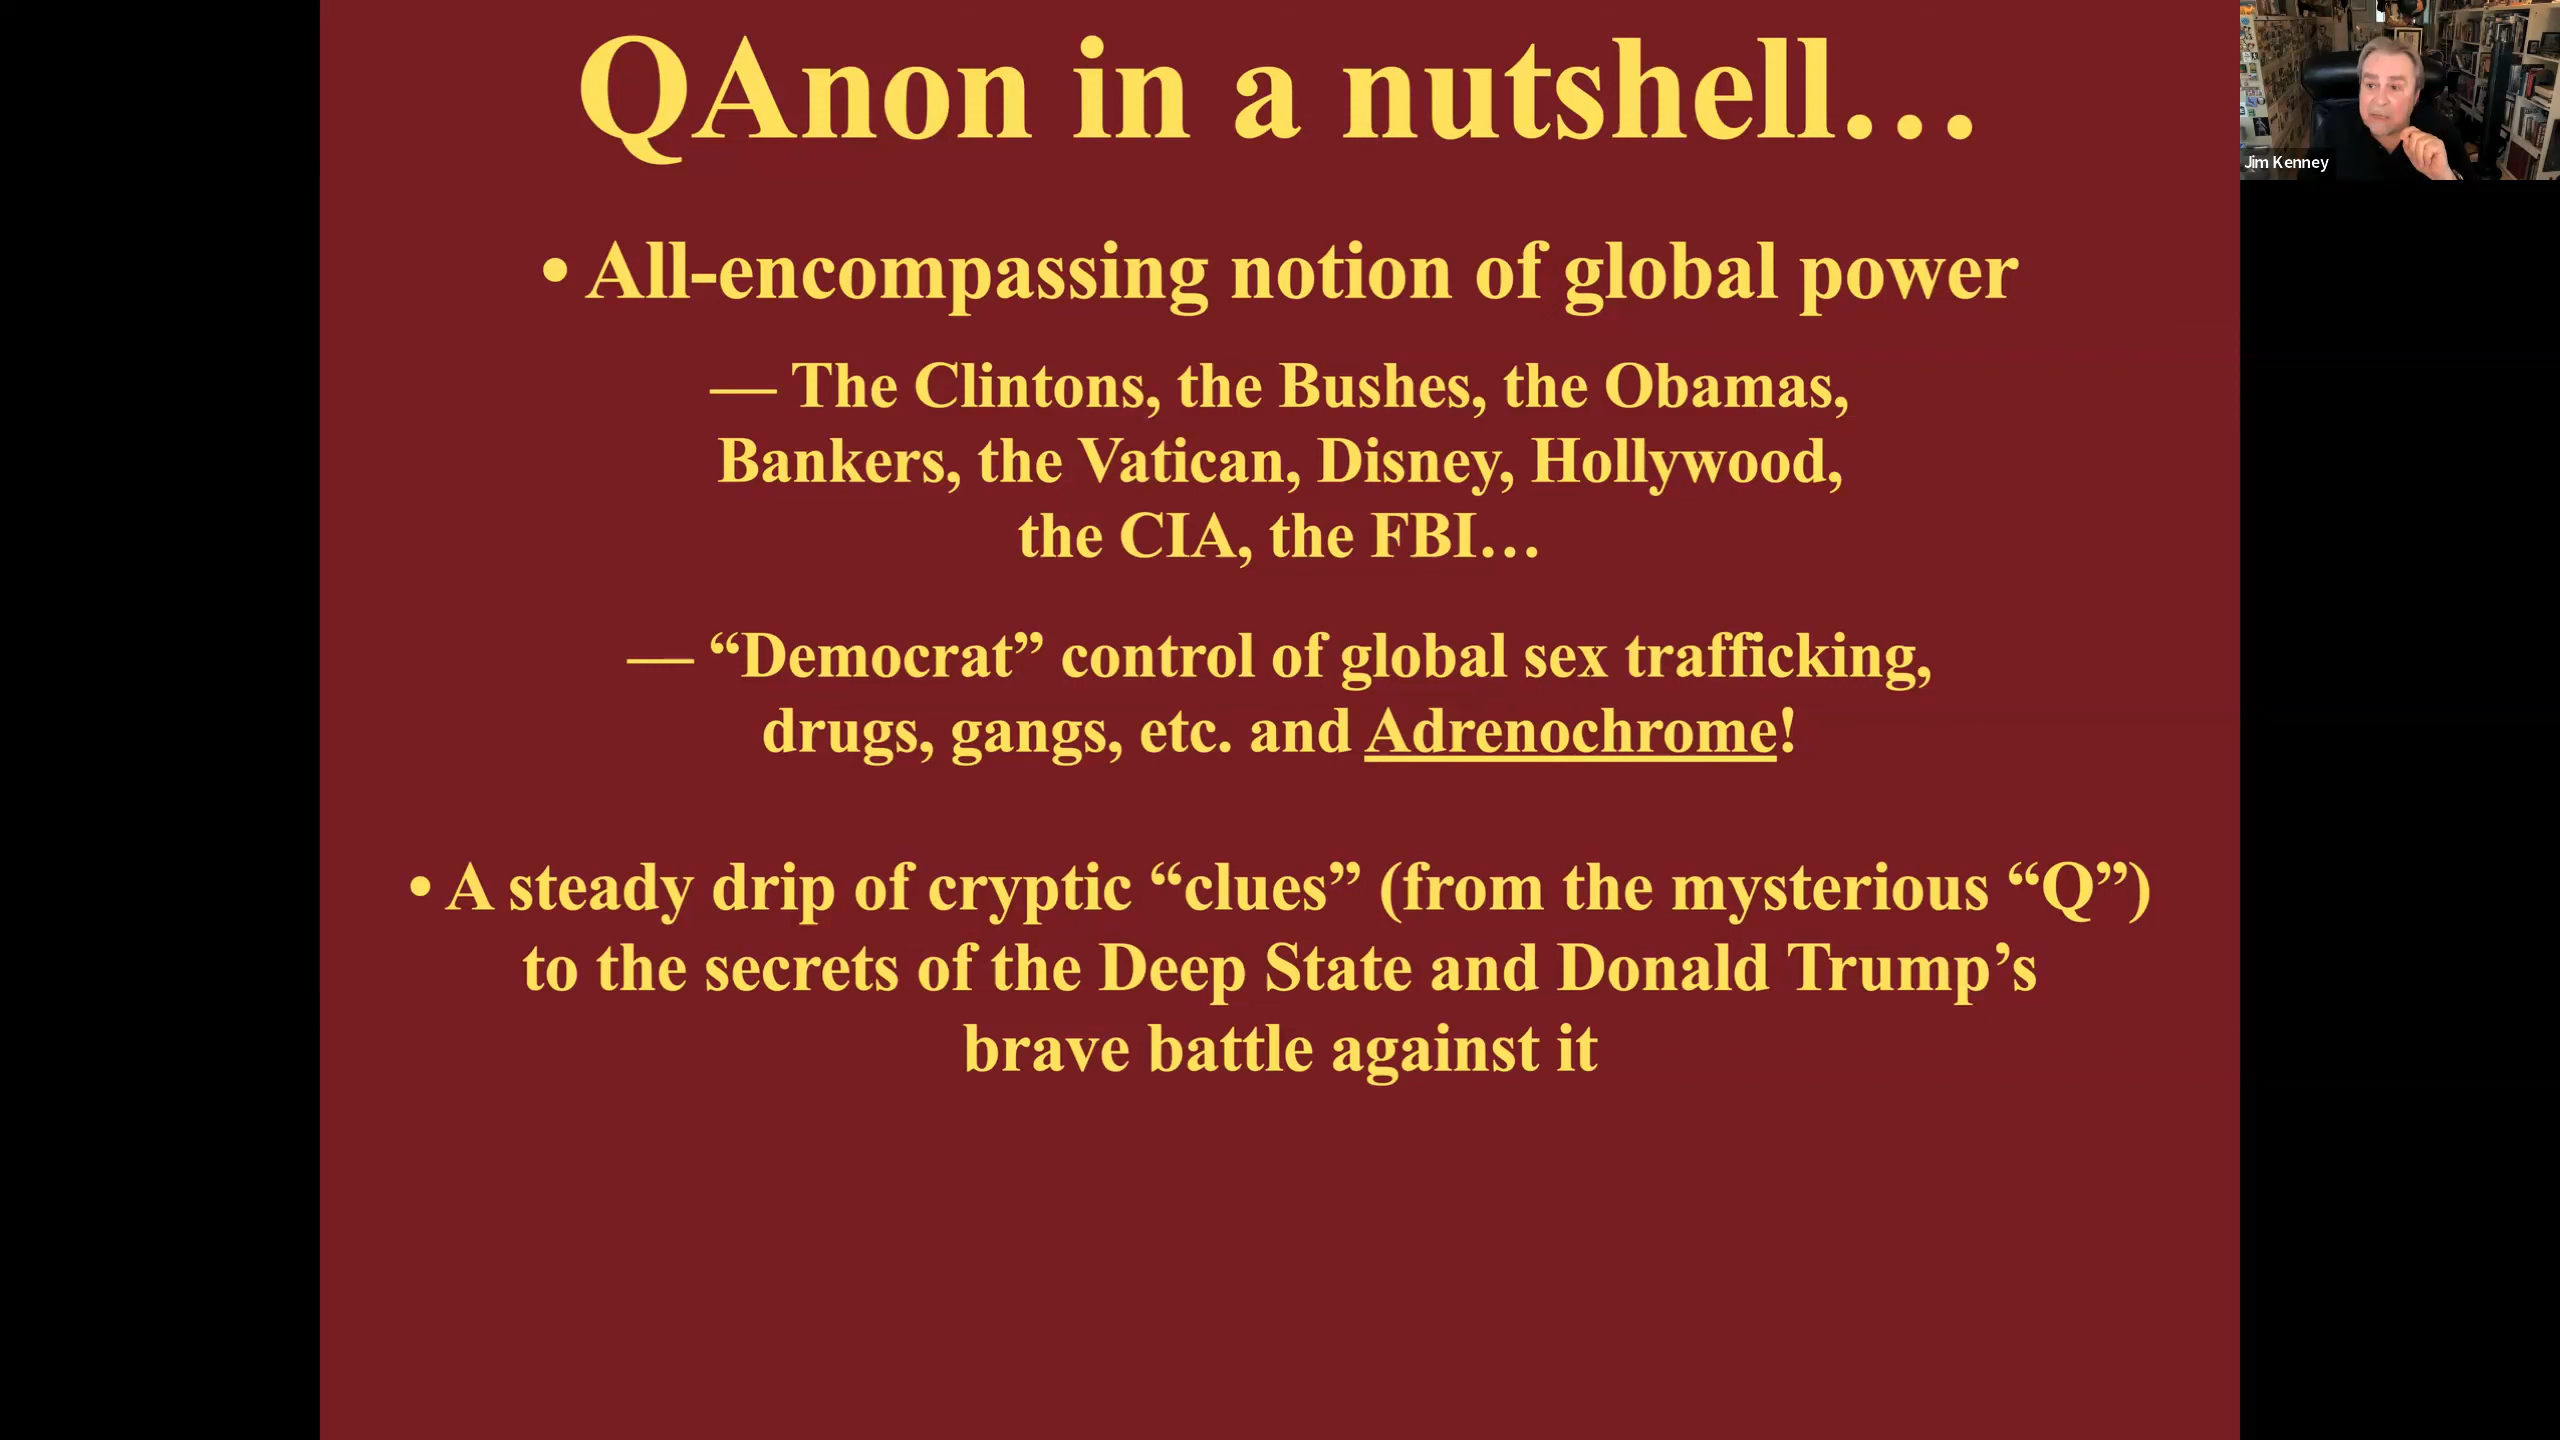 QAnon in a nutshell…
Jim Kenney
• All-encompassing notion of global power
— The Clintons, the Bushes, the Obamas,
Bankers, the Vatican, Disney, Hollywood,
the CIA, the FBI…
— “Democrat” control of global sex trafficking,
drugs, gangs, etc. and Adrenochrome!
• A steady drip of cryptic “clues” (from the mysterious “Q”)
to the secrets of the Deep State and Donald Trump’s
brave battle against it